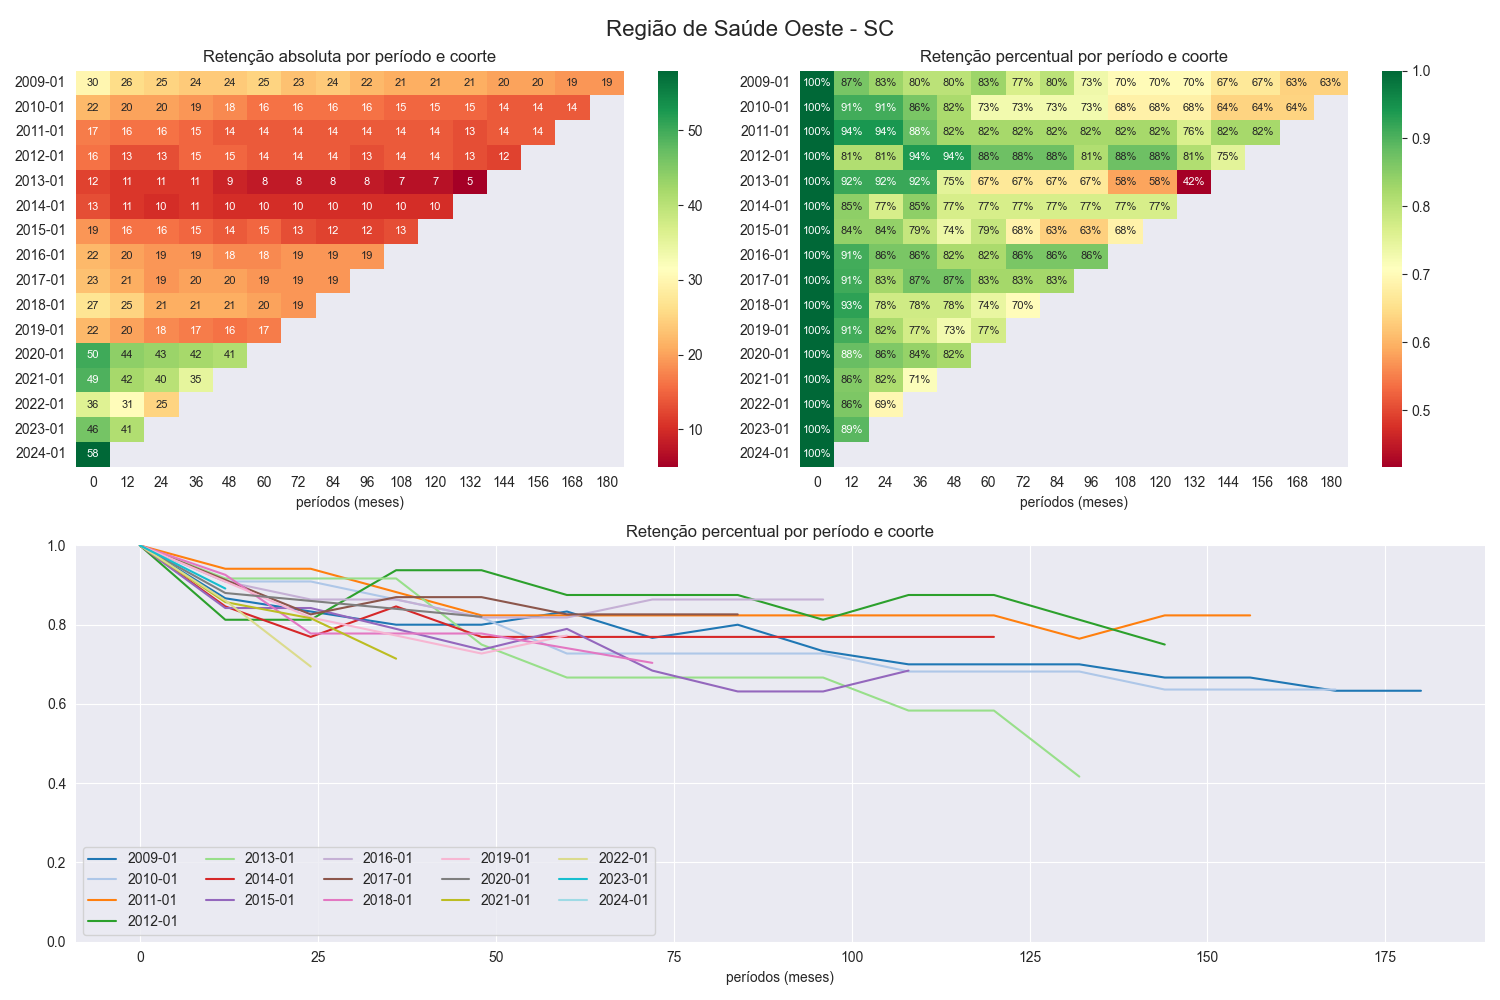 Região de Saúde Oeste - SC
Retenção absoluta por período e coorte
2009-01 30 26 25 24 24 25 23 24 22 21 21 21 20 20 19 19
2010-01 22 20 20 19 18 16 16 16 16 15 15 15 14 14 14
2011-01 17 16 16 15 14 14 14 14 14 14 14 13 14 14
2012-01 16 13 13 15 15 14 14 14 13 14 14 13 12
2013-01 12 11 11 11 9 8 8 8 8 7 7 5
2014-01 13 11 10 11 10 10 10 10 10 10 10
2015-01 19 16 16 15 14 15 13 12 12 13
2016-01 22 20 19 19 18 18 19 19 19
2017-01 23 21 19 20 20 19 19 19
2018-01 27 25 21 21 21 20 19
2019-01 22 20 18 17 16 17
2020-01 50 44 43 42 41
2021-01 49 42 40 35
2022-01 36 31 25
2023-01 46 41
2024-01 58
0 12 24 36 48 60 72 84 96 108 120 132 144 156 168 180
períodos (meses)
50
40
30
20
10
Retenção percentual por período e coorte
2009-01 100% 87% 83% 80% 80% 83% 77% 80% 73% 70% 70% 70% 67% 67% 63% 63%
2010-01 100% 91% 91% 86% 82% 73% 73% 73% 73% 68% 68% 68% 64% 64% 64%
2011-01 100% 94% 94% 88% 82% 82% 82% 82% 82% 82% 82% 76% 82% 82%
2012-01 100% 81% 81% 94% 94% 88% 88% 88% 81% 88% 88% 81% 75%
2013-01 100% 92% 92% 92% 75% 67% 67% 67% 67% 58% 58% 42%
2014-01 100% 85% 77% 85% 77% 77% 77% 77% 77% 77% 77%
2015-01 100% 84% 84% 79% 74% 79% 68% 63% 63% 68%
2016-01 100% 91% 86% 86% 82% 82% 86% 86% 86%
2017-01 100% 91% 83% 87% 87% 83% 83% 83%
2018-01 100% 93% 78% 78% 78% 74% 70%
2019-01 100% 91% 82% 77% 73% 77%
2020-01 100% 88% 86% 84% 82%
2021-01 100% 86% 82% 71%
2022-01 100% 86% 69%
2023-01 100% 89%
2024-01 100%
0 12 24 36 48 60 72 84 96 108 120 132 144 156 168 180
períodos (meses)
1.0
0.9
0.8
0.7
0.6
0.5
Retenção percentual por período e coorte
1.0
0.8
0.6
0.4
0.2
0.0
2009-01 2013-01 2016-01 2019-01 2022-01
2010-01 2014-01 2017-01 2020-01 2023-01
2011-01 2015-01 2018-01 2021-01 2024-01
2012-01
0 25 50 75 100 125 150 175
períodos (meses)